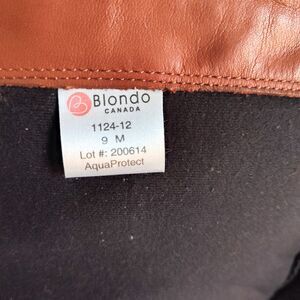 Blondo
CANADA
1124-12
9 M
Lot #: 200614
AquaProtect